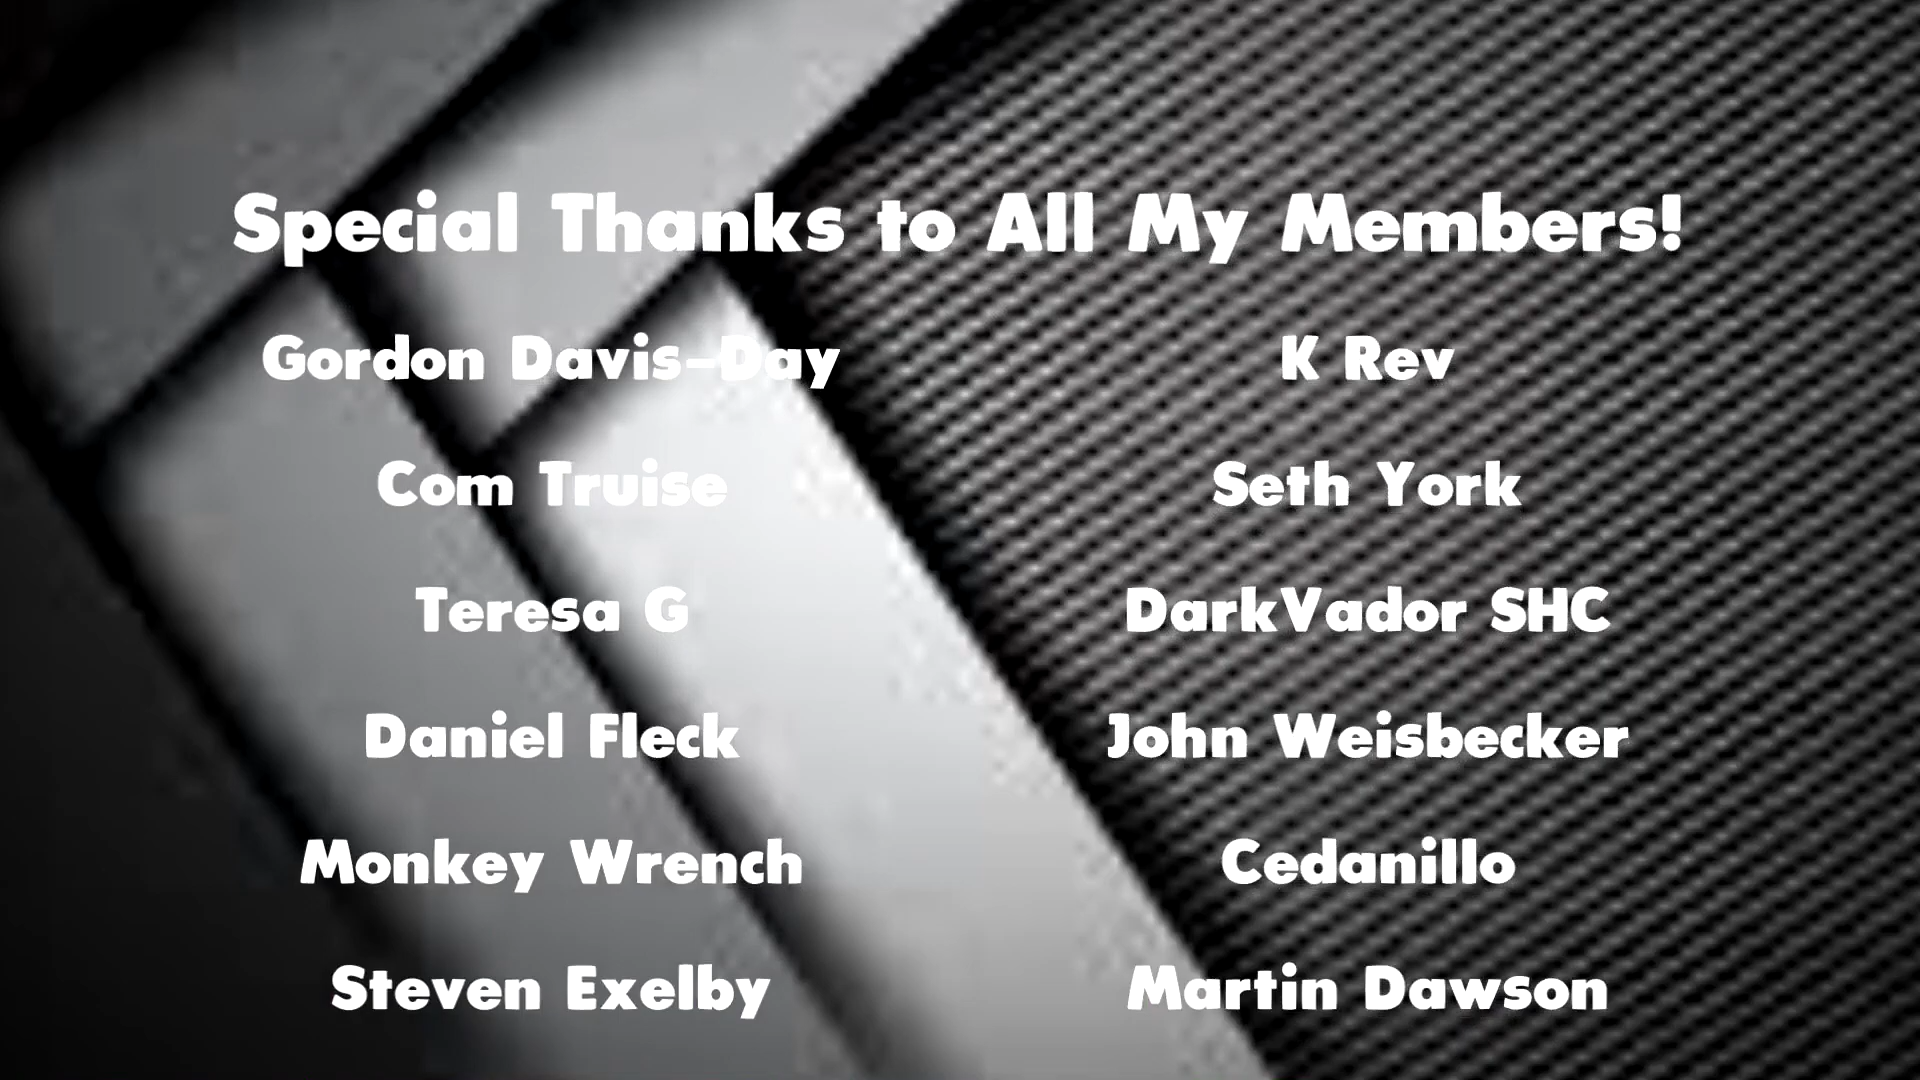 Special Thanks to All My Members!
Gordon Davis-Day
K Rev
Com Truise
Seth York
Teresa G
DarkVador SHC
Daniel Fleck
John Weisbecker
Monkey Wrench
Cedanillo
Steven Exelby
Martin Dawson